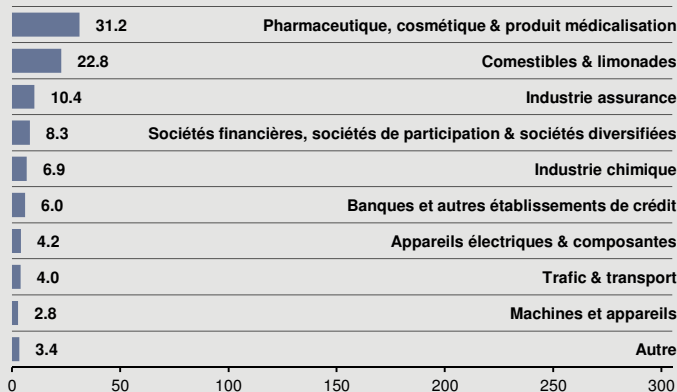 31.2 Pharmaceutique, cosmétique & produit médicalisation
22.8 Comestibles & limonades
10.4 Industrie assurance
8.3 Sociétés financières, sociétés de participation & sociétés diversifiées
6.9 Industrie chimique
6.0 Banques et autres établissements de crédit
4.2 Appareils électriques & composantes
4.0 Trafic & transport
2.8 Machines et appareils
3.4 Autre
0 50 100 150 200 250 300